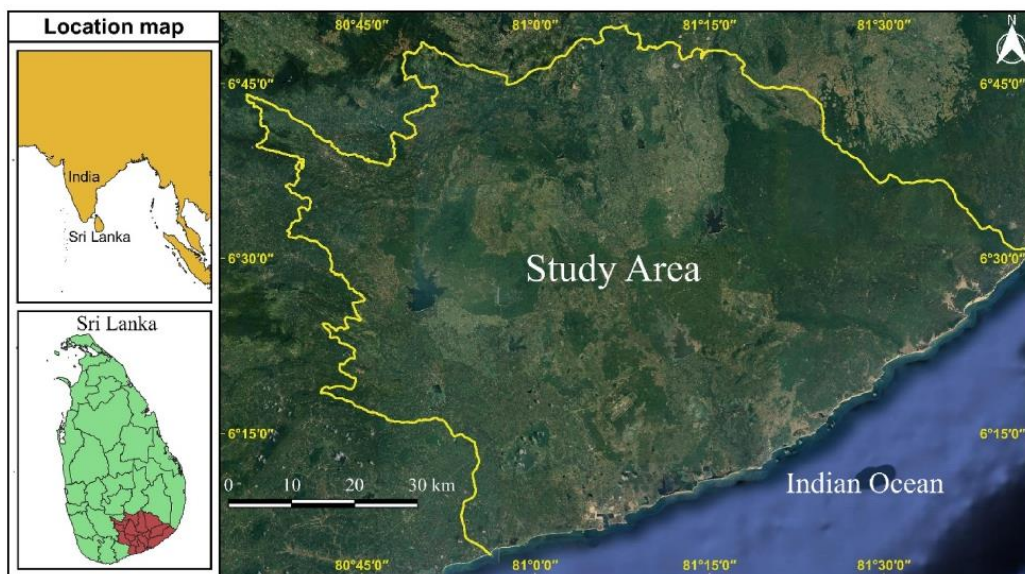 Location map
India
Sri Lanka
Sri Lanka
80°45'0"
81°0'0"
81°15'0"
81°30'0"
N
6°45'0"
6°45'0"
6°30'0"
6°30'0"
Study Area
6°15'0"
6°15'0"
0 10 20 30 km
Indian Ocean
80°45'0"
81°0'0"
81°15'0"
81°30'0"